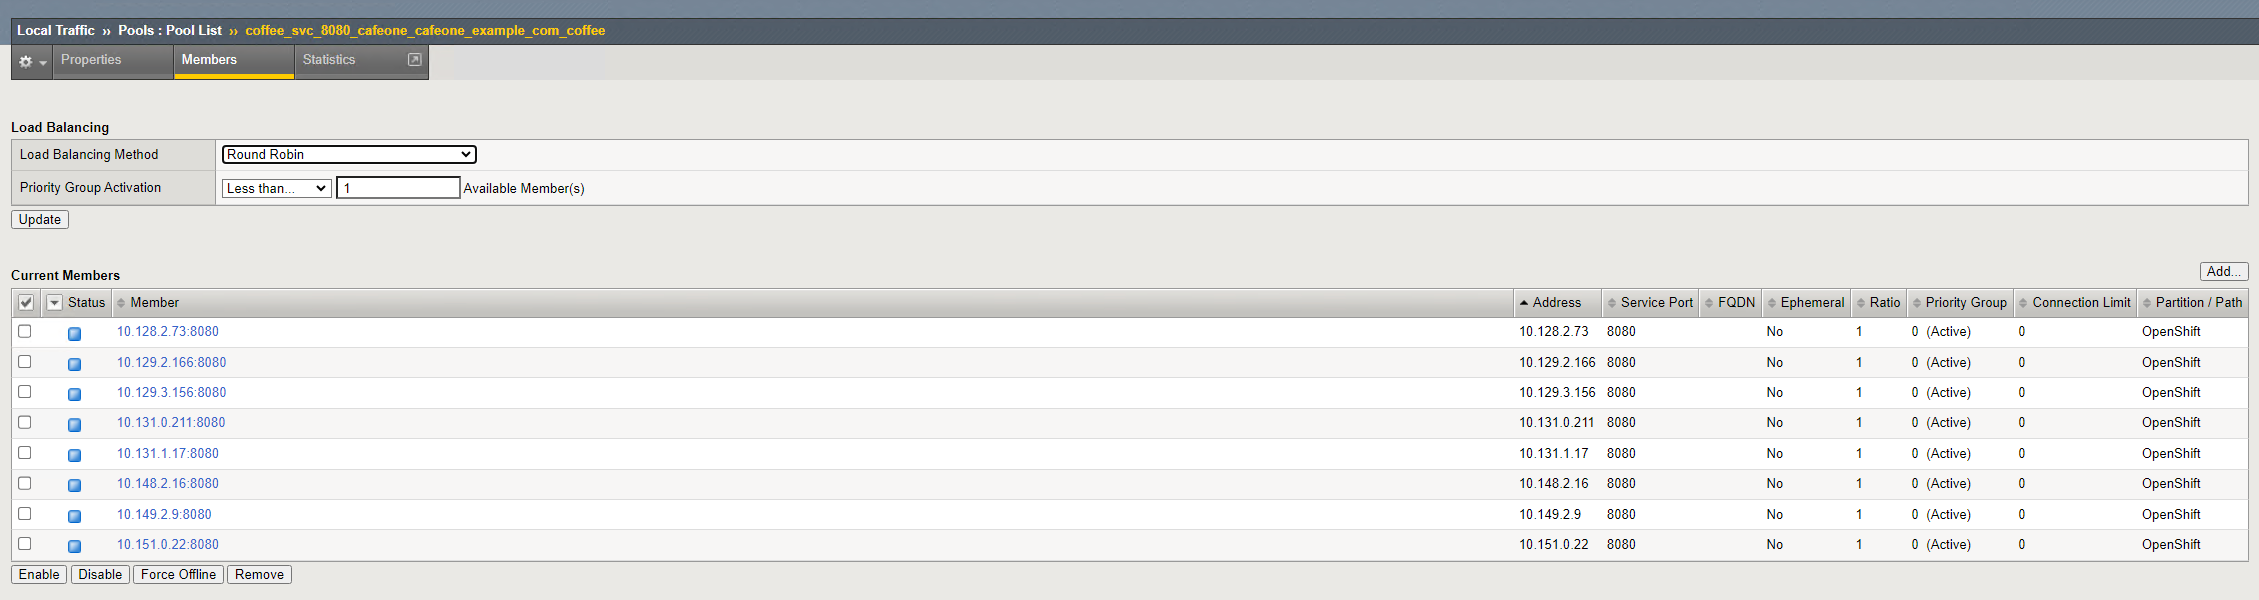 Local Traffic ›› Pools : Pool List ›› coffee_svc_8080_cafeone_cafeone_example_com_coffee
Properties Members Statistics
Load Balancing
Load Balancing Method Round Robin
Priority Group Activation Less than... 1 Available Member(s)
Update
Current Members Add...
Status Member Address Service Port FQDN Ephemeral Ratio Priority Group Connection Limit Partition / Path
10.128.2.73:8080 10.128.2.73 8080 No 1 0 (Active) 0 OpenShift
10.129.2.166:8080 10.129.2.166 8080 No 1 0 (Active) 0 OpenShift
10.129.3.156:8080 10.129.3.156 8080 No 1 0 (Active) 0 OpenShift
10.131.0.211:8080 10.131.0.211 8080 No 1 0 (Active) 0 OpenShift
10.131.1.17:8080 10.131.1.17 8080 No 1 0 (Active) 0 OpenShift
10.148.2.16:8080 10.148.2.16 8080 No 1 0 (Active) 0 OpenShift
10.149.2.9:8080 10.149.2.9 8080 No 1 0 (Active) 0 OpenShift
10.151.0.22:8080 10.151.0.22 8080 No 1 0 (Active) 0 OpenShift
Enable Disable Force Offline Remove